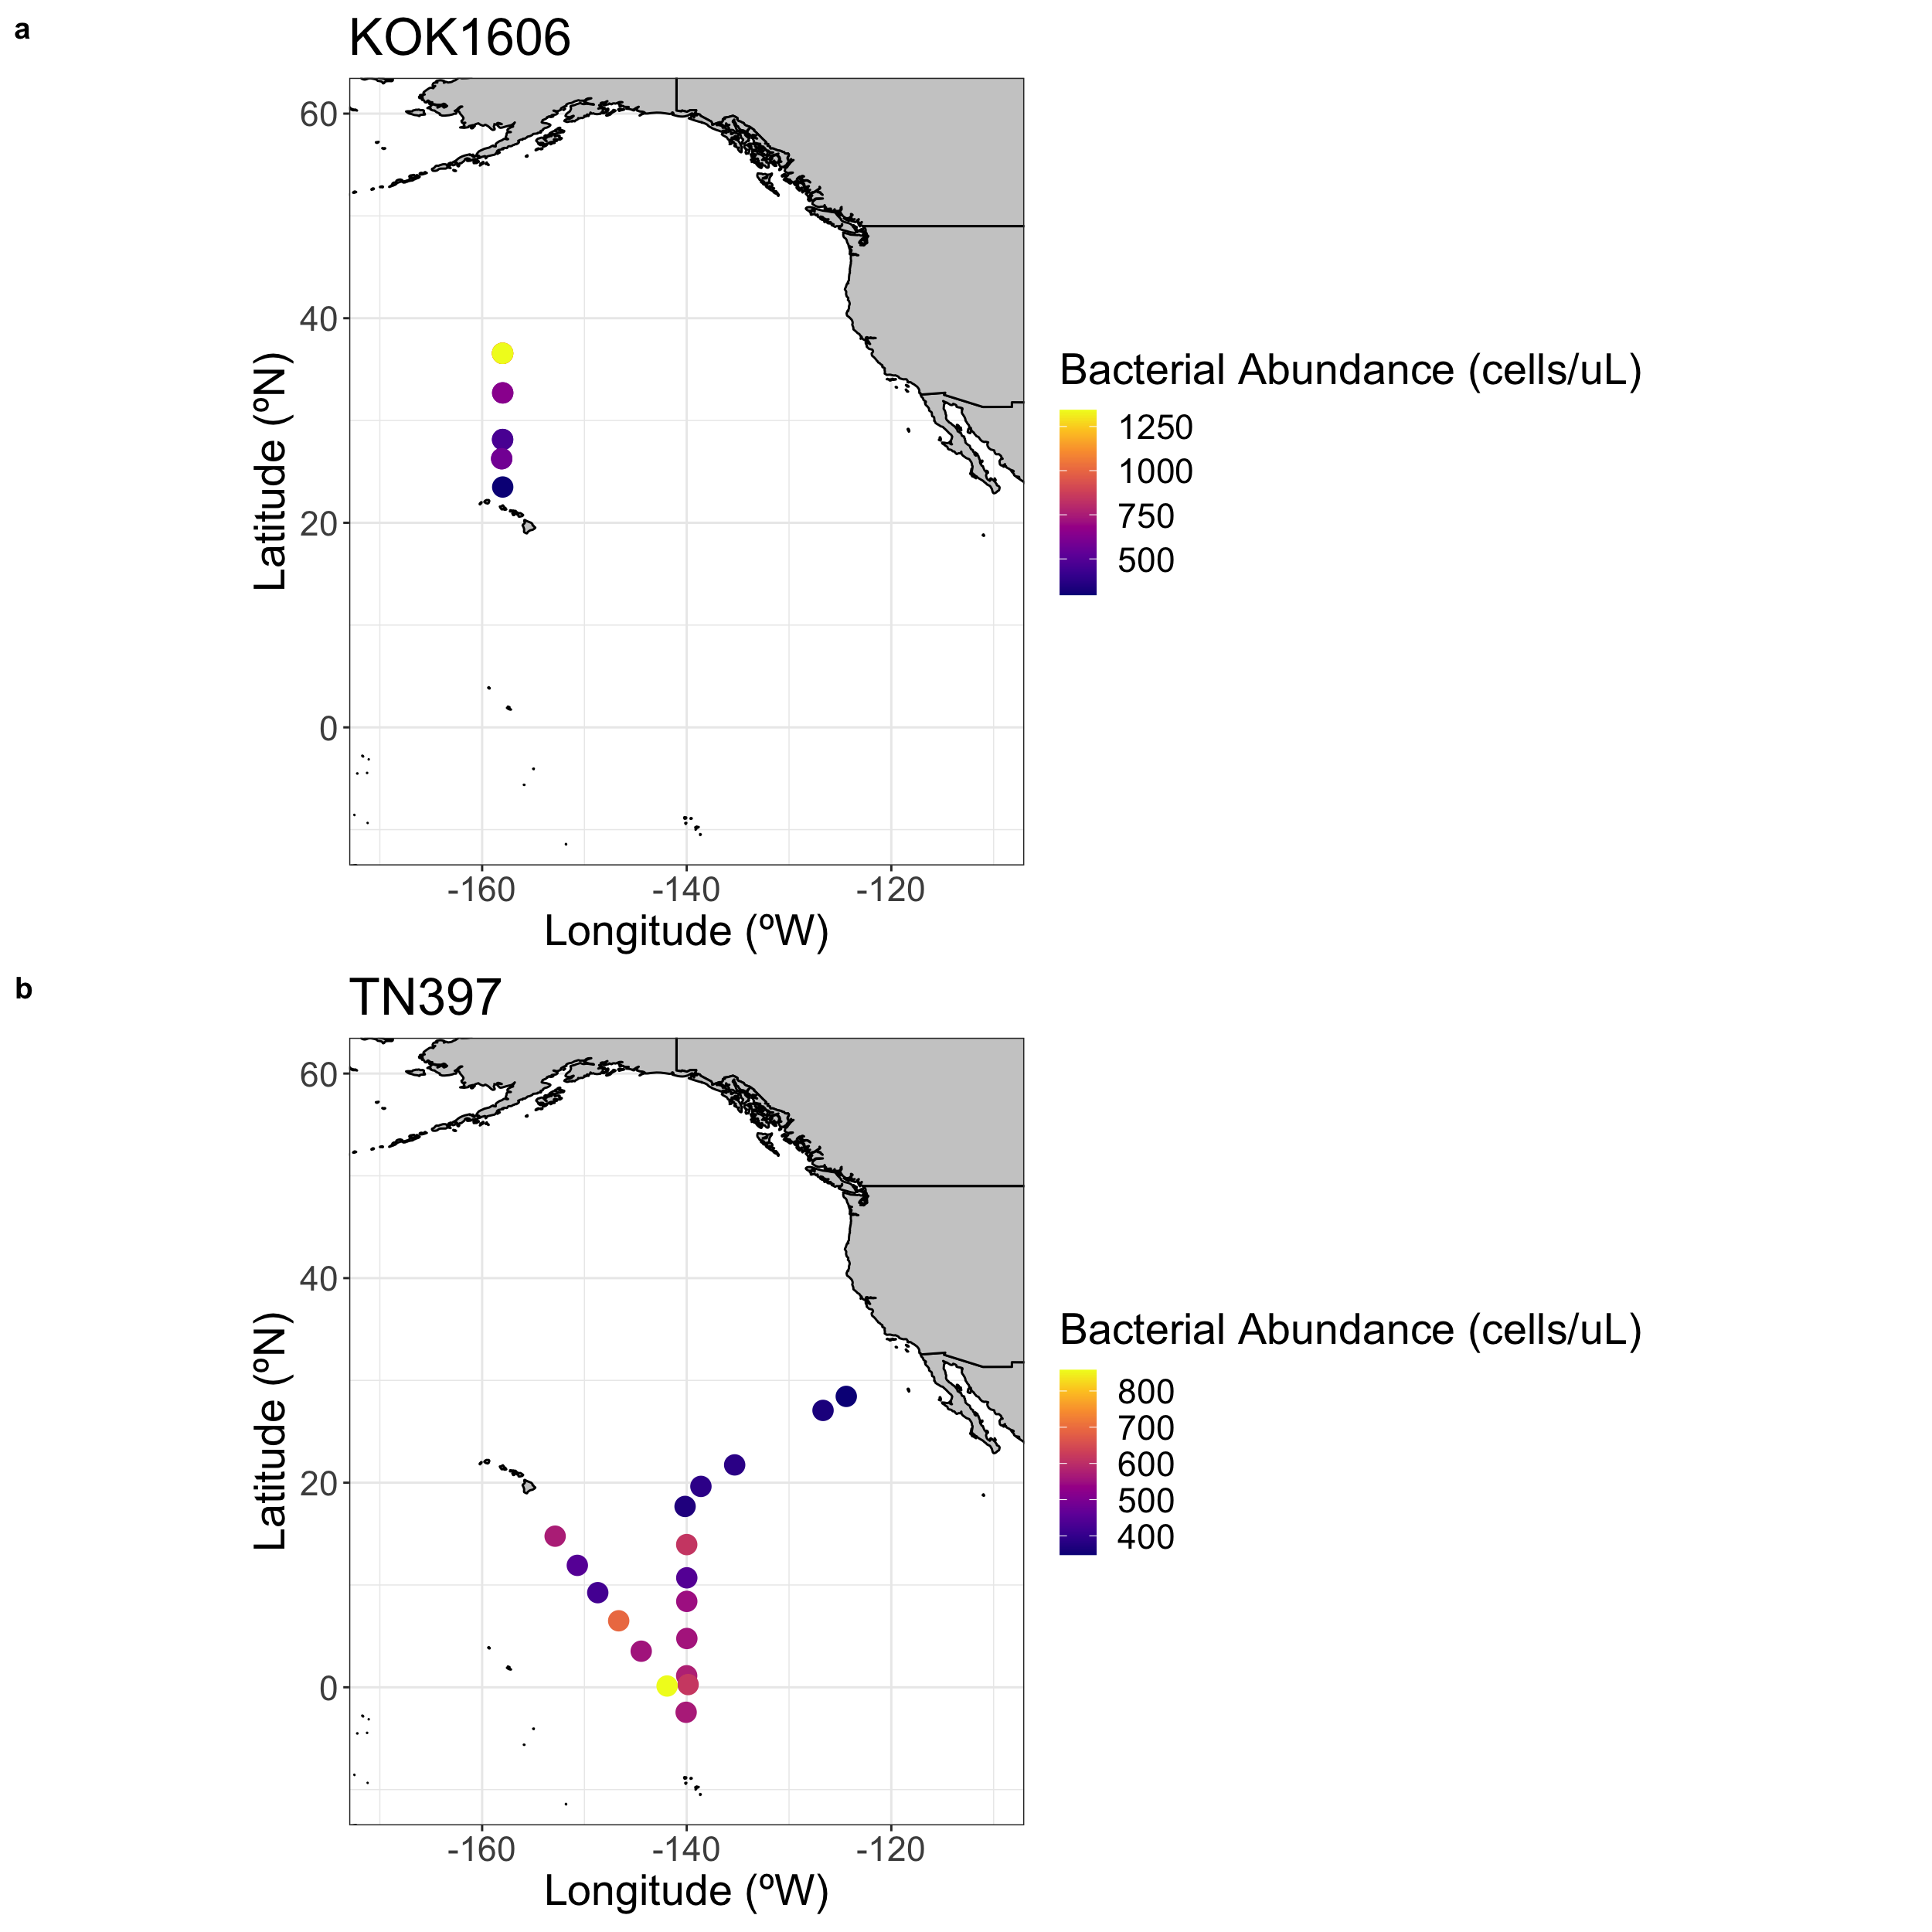 a
KOK1606
60
40
20
0
Latitude (ºN)
-160 -140 -120
Longitude (ºW)
Bacterial Abundance (cells/uL)
1250
1000
750
500
b
TN397
60
40
20
0
Latitude (ºN)
-160 -140 -120
Longitude (ºW)
Bacterial Abundance (cells/uL)
800
700
600
500
400